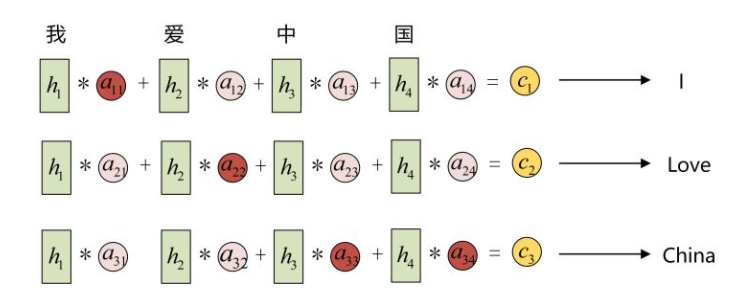 我 爱 中 国
h₁ * a₁₁ + h₂ * a₁₂ + h₃ * a₁₃ + h₄ * a₁₄ = c₁ I
h₁ * a₂₁ + h₂ * a₂₂ + h₃ * a₂₃ + h₄ * a₂₄ = c₂ Love
h₁ * a₃₁ h₂ * a₃₂ + h₃ * a₃₃ + h₄ * a₃₄ = c₃ China